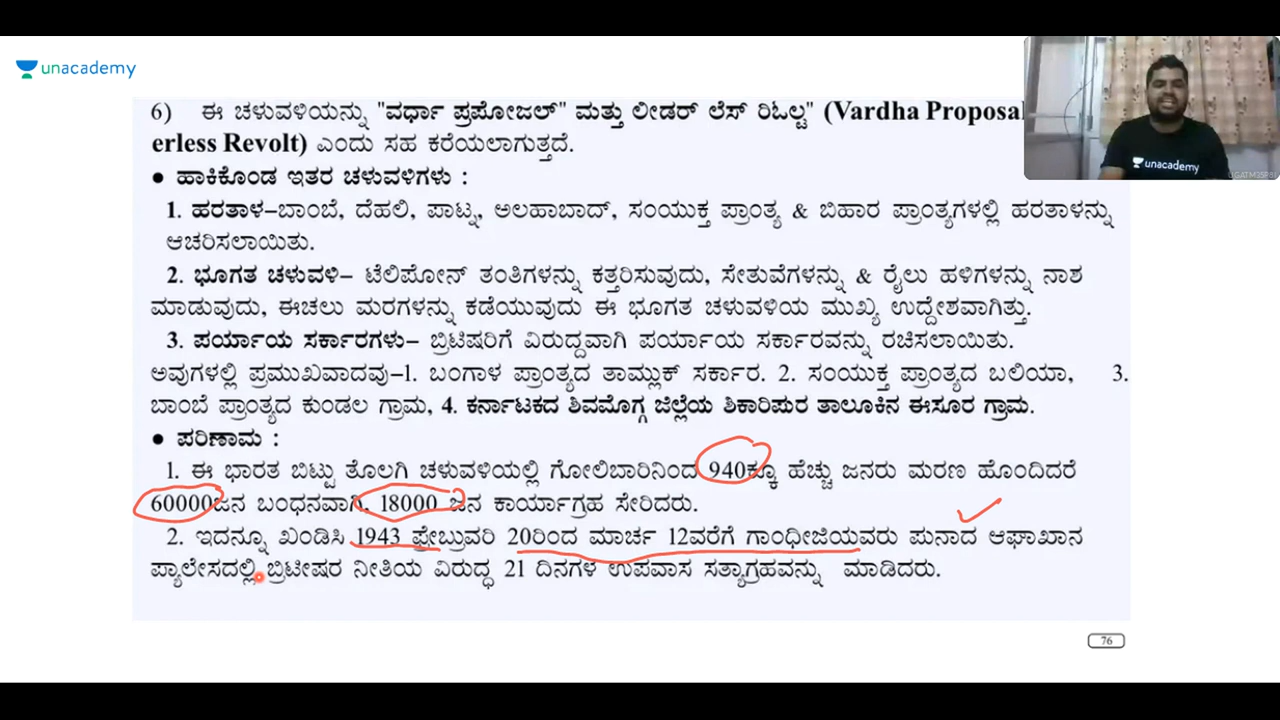 unacademy
6) ಈ ಚಳುವಳಿಯನ್ನು "ವರ್ಧಾ ಪ್ರಪೋಜಲ್" ಮತ್ತು ಲೀಡರ್ ಲೆಸ್ ರಿಓಲ್ಟ" (Vardha Proposal
erless Revolt) ಎಂದು ಸಹ ಕರೆಯಲಾಗುತ್ತದೆ.
unacademy
● ಹಾಕಿಕೊಂಡ ಇತರ ಚಳುವಳಿಗಳು :
1. ಹರತಾಳ–ಬಾಂಬೆ, ದೆಹಲಿ, ಪಾಟ್ನ, ಅಲಹಾಬಾದ್, ಸಂಯುಕ್ತ ಪ್ರಾಂತ್ಯ & ಬಿಹಾರ ಪ್ರಾಂತ್ಯಗಳಲ್ಲಿ ಹರತಾಳನ್ನು
ಆಚರಿಸಲಾಯಿತು.
2. ಭೂಗತ ಚಳುವಳಿ– ಟೆಲಿಪೋನ್ ತಂತಿಗಳನ್ನು ಕತ್ತರಿಸುವುದು, ಸೇತುವೆಗಳನ್ನು & ರೈಲು ಹಳಿಗಳನ್ನು ನಾಶ
ಮಾಡುವುದು, ಈಚಲು ಮರಗಳನ್ನು ಕಡೆಯುವುದು ಈ ಭೂಗತ ಚಳುವಳಿಯ ಮುಖ್ಯ ಉದ್ದೇಶವಾಗಿತ್ತು.
3. ಪರ್ಯಾಯ ಸರ್ಕಾರಗಳು– ಬ್ರಿಟಿಷರಿಗೆ ವಿರುದ್ದವಾಗಿ ಪರ್ಯಾಯ ಸರ್ಕಾರವನ್ನು ರಚಿಸಲಾಯಿತು.
ಅವುಗಳಲ್ಲಿ ಪ್ರಮುಖವಾದವು–1. ಬಂಗಾಳ ಪ್ರಾಂತ್ಯದ ತಾಮ್ಲುಕ್ ಸರ್ಕಾರ. 2. ಸಂಯುಕ್ತ ಪ್ರಾಂತ್ಯದ ಬಲಿಯಾ, 3.
ಬಾಂಬೆ ಪ್ರಾಂತ್ಯದ ಕುಂಡಲ ಗ್ರಾಮ, 4. ಕರ್ನಾಟಕದ ಶಿವಮೊಗ್ಗ ಜಿಲ್ಲೆಯ ಶಿಕಾರಿಪುರ ತಾಲೂಕಿನ ಈಸೂರ ಗ್ರಾಮ.
● ಪರಿಣಾಮ :
1. ಈ ಭಾರತ ಬಿಟ್ಟು ತೊಲಗಿ ಚಳುವಳಿಯಲ್ಲಿ ಗೋಲಿಬಾರಿನಿಂದ 940ಕ್ಕೂ ಹೆಚ್ಚು ಜನರು ಮರಣ ಹೊಂದಿದರೆ
60000ಜನ ಬಂಧನವಾಗಿ, 18000 ಜನ ಕಾರ್ಯಾಗ್ರಹ ಸೇರಿದರು.
2. ಇದನ್ನೂ ಖಂಡಿಸಿ 1943 ಫ್ರೇಬ್ರುವರಿ 20ರಿಂದ ಮಾರ್ಚ 12ವರೆಗೆ ಗಾಂಧೀಜಿಯವರು ಪುನಾದ ಆಘಾಖಾನ
ಪ್ಯಾಲೇಸದಲ್ಲಿ ಬ್ರಿಟೀಷರ ನೀತಿಯ ವಿರುದ್ಧ 21 ದಿನಗಳ ಉಪವಾಸ ಸತ್ಯಾಗ್ರಹವನ್ನು ಮಾಡಿದರು.
76